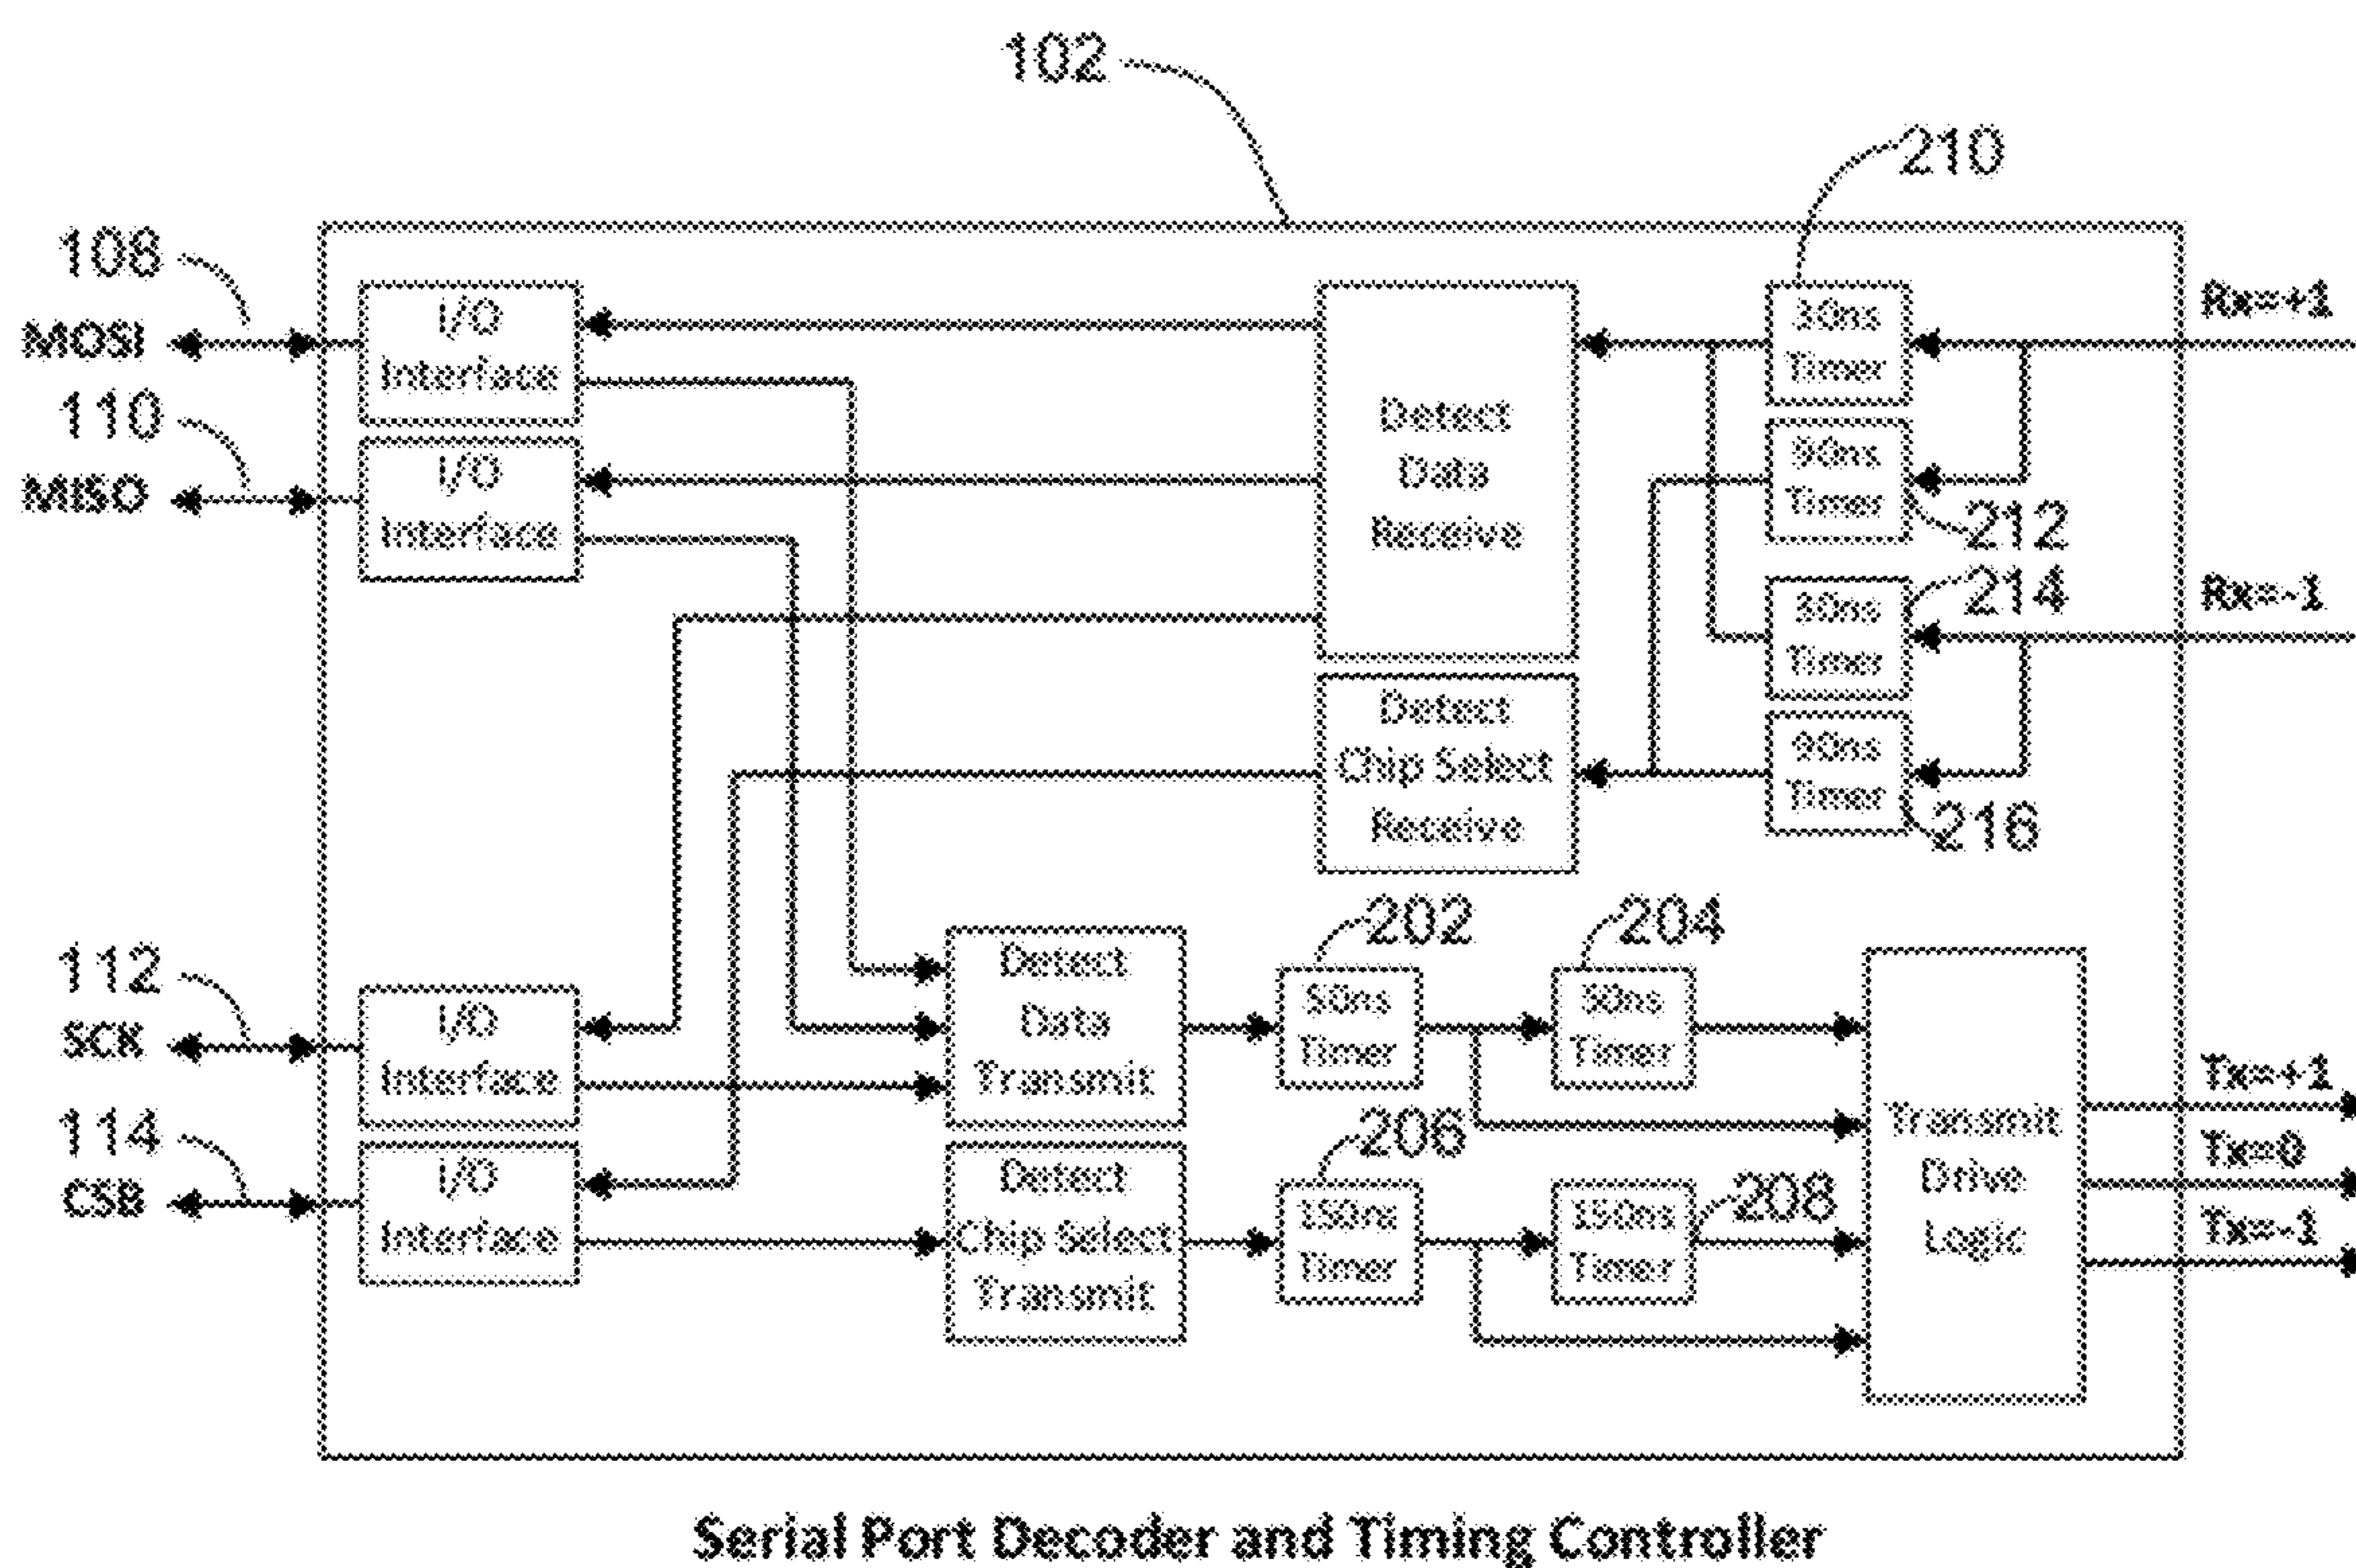 102
210
108
MOSI
110
MISO
I/O
Interface
I/O
Interface
Detect
Data
Receive
30ns
Timer
90ns
Timer
212
214
30ns
Timer
90ns
Timer
216
Rx=+1
Rx=-1
Detect
Chip Select
Receive
112
SCK
114
CSB
I/O
Interface
I/O
Interface
Detect
Data
Transmit
Detect
Chip Select
Transmit
202
50ns
Timer
204
50ns
Timer
206
150ns
Timer
208
150ns
Timer
Transmit
Drive
Logic
Tx=+1
Tx=0
Tx=-1
Serial Port Decoder and Timing Controller